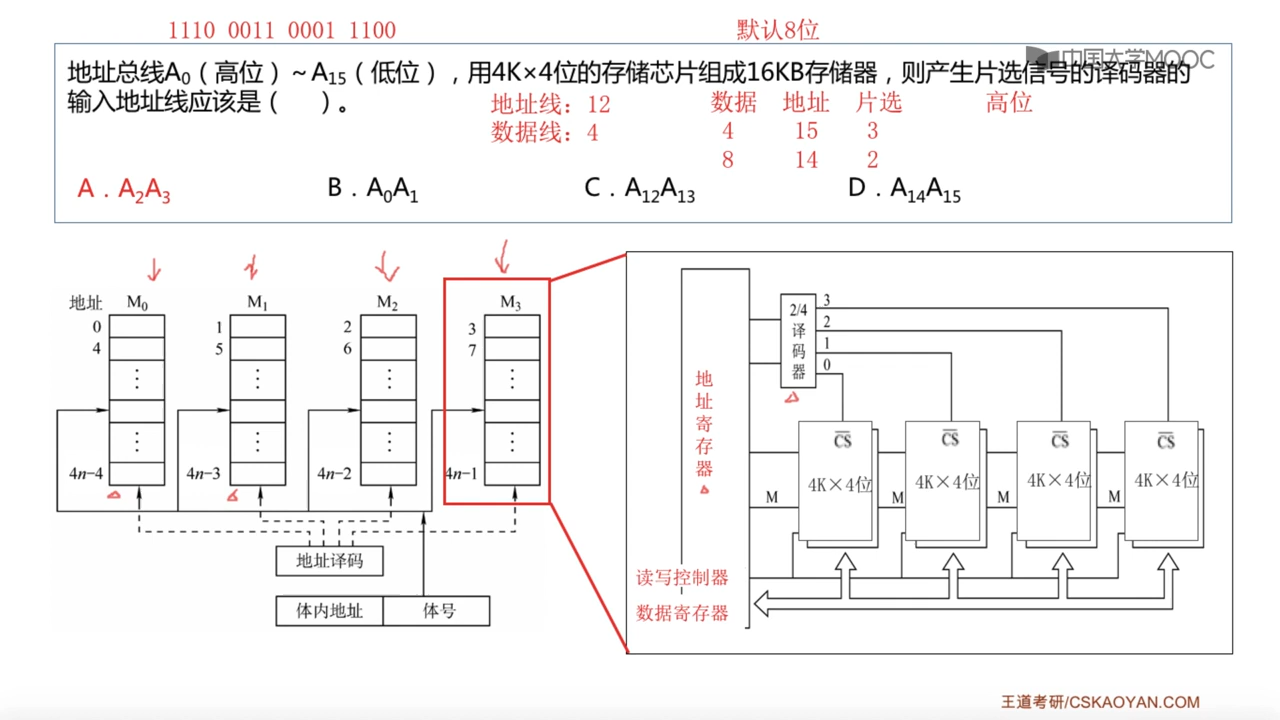 1110 0011 0001 1100
默认8位
中国大学MOOC
地址总线A₀（高位）~A₁₅（低位），用4K×4位的存储芯片组成16KB存储器，则产生片选信号的译码器的
输入地址线应该是（ ）。
地址线：12 数据 地址 片选 高位
数据线：4 4 15 3
8 14 2
A．A₂A₃ B．A₀A₁ C．A₁₂A₁₃ D．A₁₄A₁₅
地址 M₀ M₁ M₂ M₃
0 1 2 3
4 5 6 7
4n−4 4n−3 4n−2 4n−1
地址译码
体内地址 体号
2/4译码器
3
2
1
0
地址寄存器
CS CS CS CS
4K×4位 4K×4位 4K×4位 4K×4位
M M M M
读写控制器
数据寄存器
王道考研/CSKAOYAN.COM